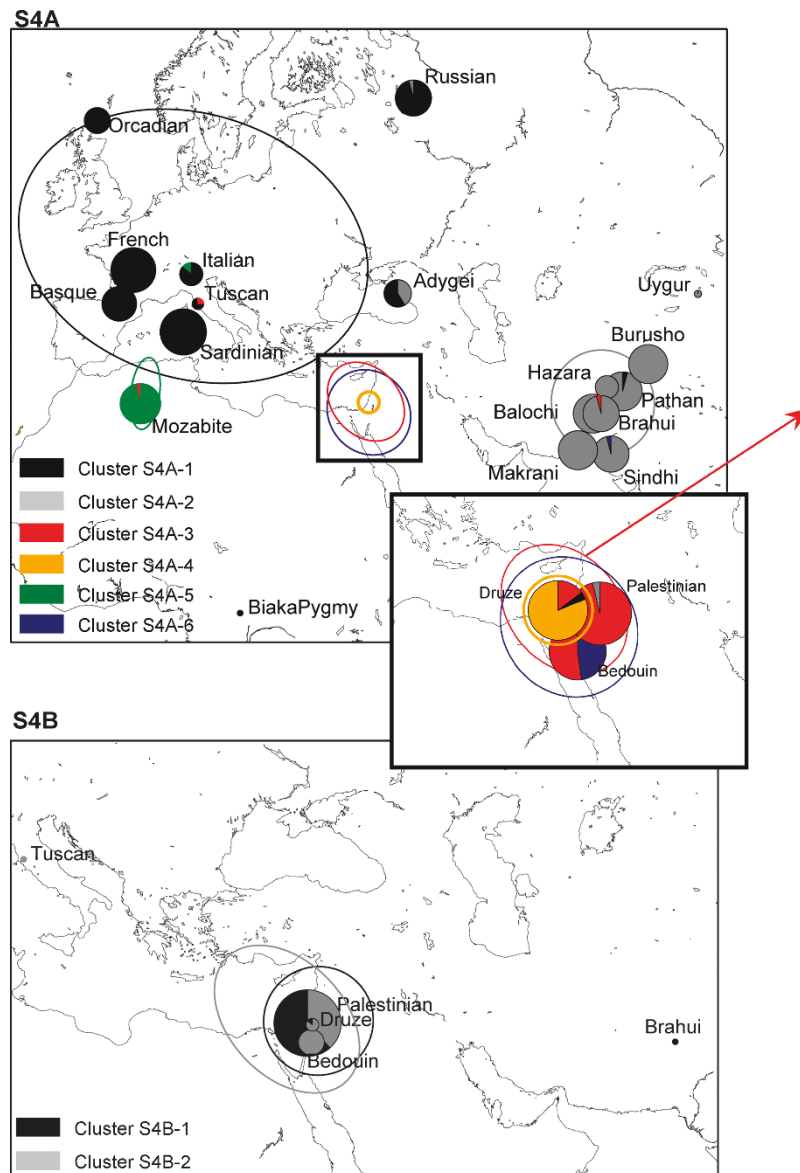 S4A
Russian
Orcadian
French
Italian
Adygei
Basque
Tuscan
Uygur
Sardinian
Burusho
Hazara
Pathan
Balochi
Brahui
Mozabite
Makrani
Sindhi
Cluster S4A-1
Cluster S4A-2
Cluster S4A-3
Cluster S4A-4
Cluster S4A-5
Cluster S4A-6
BiakaPygmy
Druze
Palestinian
Bedouin
S4B
Tuscan
Palestinian
Druze
Bedouin
Brahui
Cluster S4B-1
Cluster S4B-2